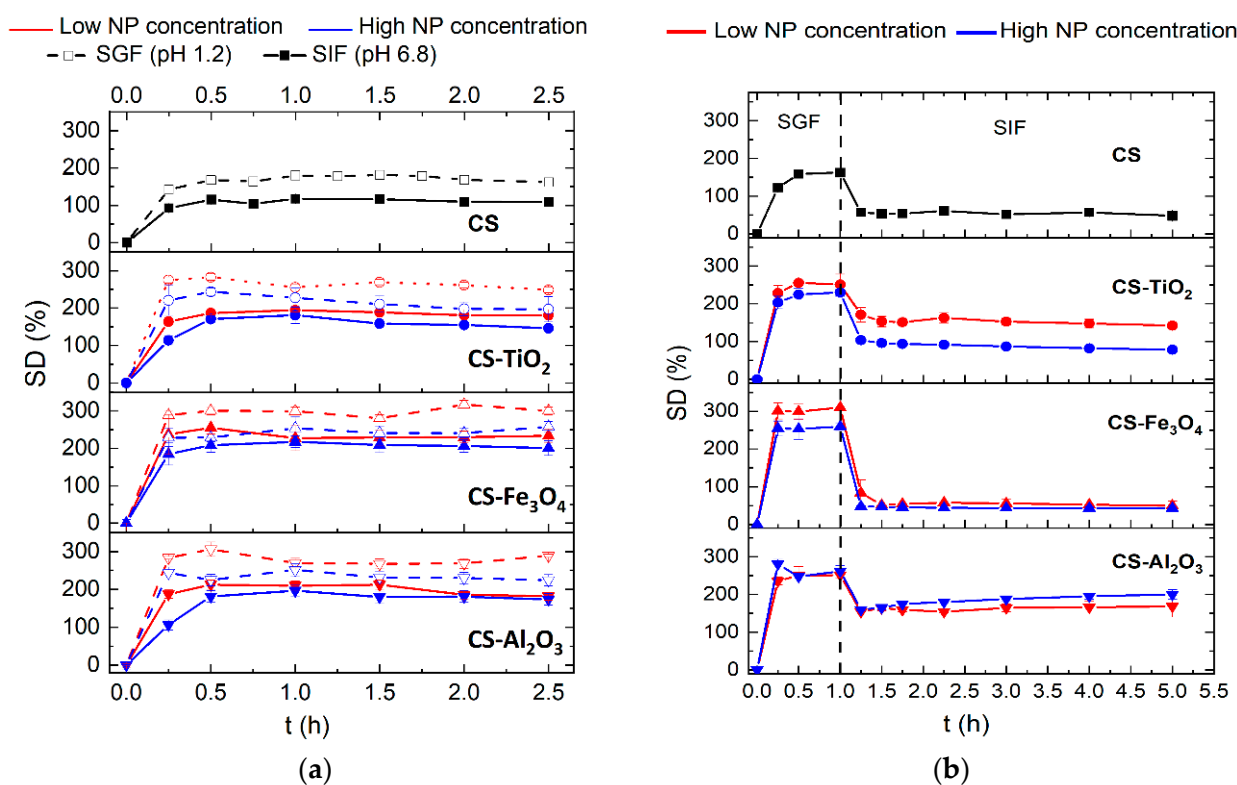 Low NP concentration High NP concentration
SGF (pH 1.2) SIF (pH 6.8)
0.0 0.5 1.0 1.5 2.0 2.5
300
200
100
0
CS
300
200
100
0
CS-TiO₂
300
200
100
0
CS-Fe₃O₄
300
200
100
0
CS-Al₂O₃
SD (%)
0.0 0.5 1.0 1.5 2.0 2.5
t (h)
(a)
Low NP concentration High NP concentration
SGF SIF
300
200
100
0
CS
300
200
100
0
CS-TiO₂
300
200
100
0
CS-Fe₃O₄
300
200
100
0
CS-Al₂O₃
SD (%)
0.0 0.5 1.0 1.5 2.0 2.5 3.0 3.5 4.0 4.5 5.0 5.5
t (h)
(b)